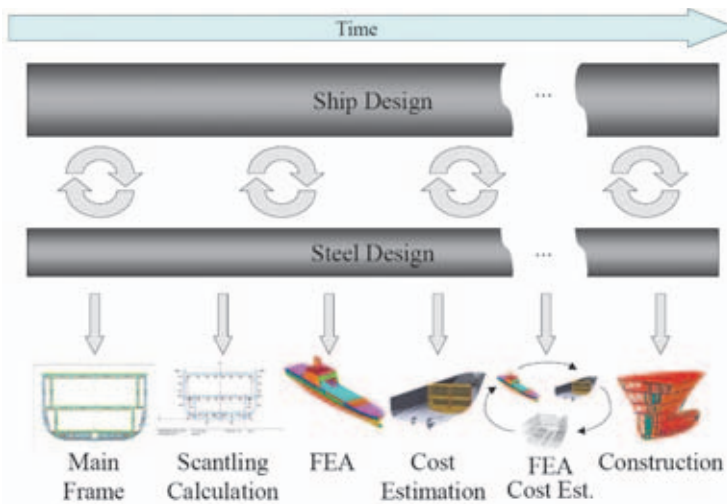 Time
Ship Design
...
Steel Design
...
Main
Frame
Scantling
Calculation
FEA
Cost
Estimation
FEA
Cost Est.
Construction